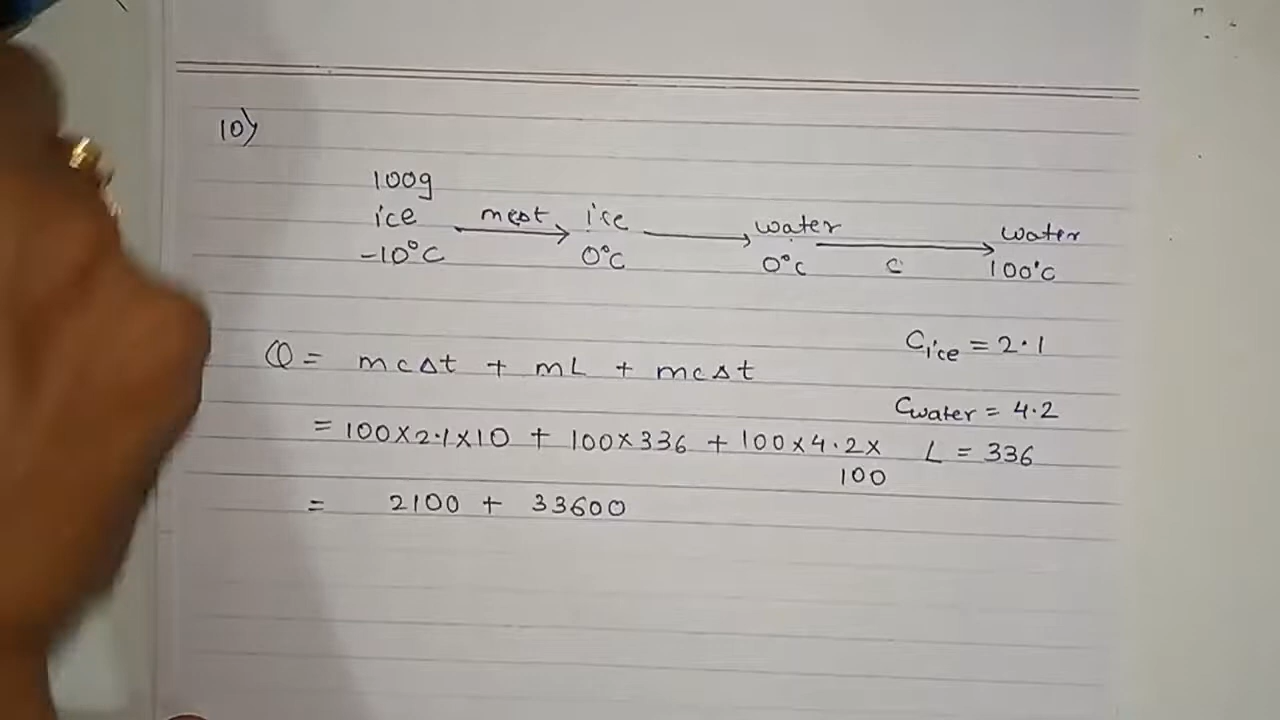 10)
100g
ice meat ice water water
-10°C 0°C 0°C C 100°C
Cice = 2.1
Q = mcΔt + mL + mcΔt
Cwater = 4.2
= 100×2.1×10 + 100×336 + 100×4.2× L = 336
100
= 2100 + 33600